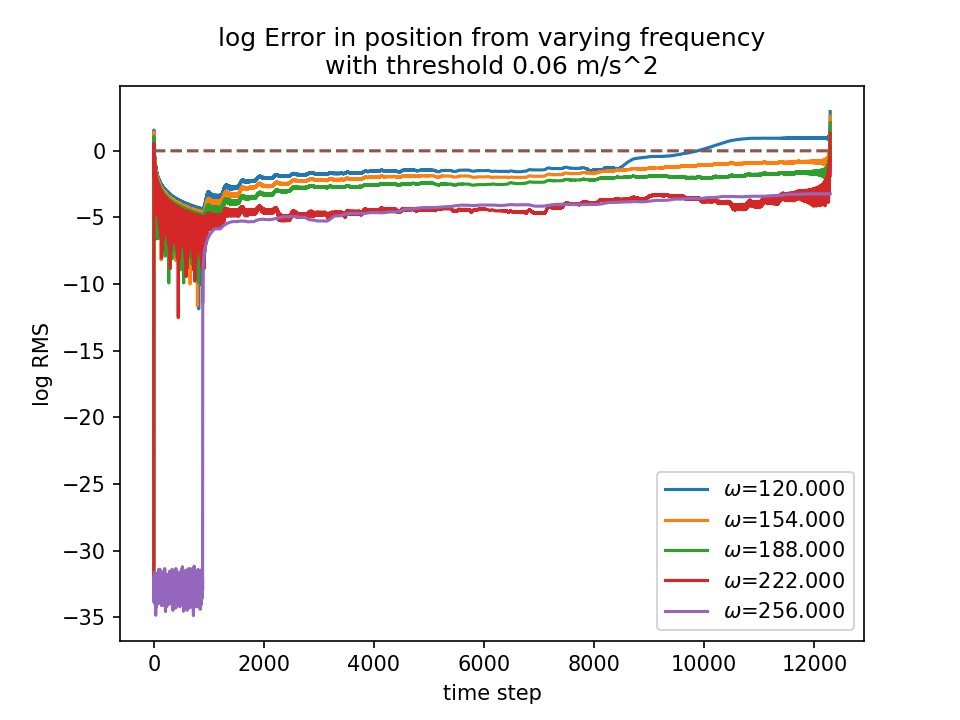 log Error in position from varying frequency
with threshold 0.06 m/s^2
log RMS
0
−5
−10
−15
−20
−25
−30
−35
0
2000
4000
6000
8000
10000
12000
time step
ω=120.000
ω=154.000
ω=188.000
ω=222.000
ω=256.000